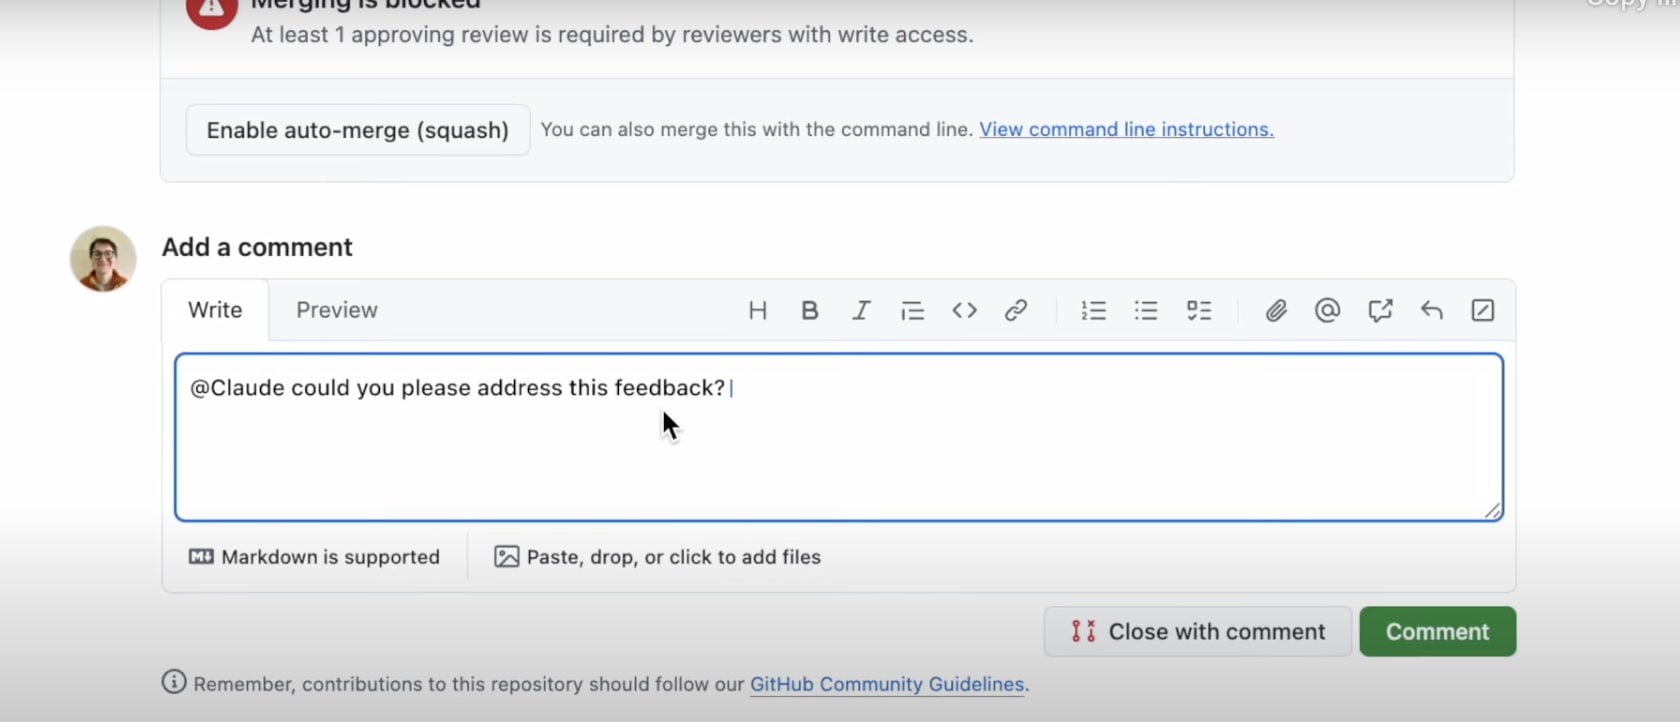 Merging is blocked
At least 1 approving review is required by reviewers with write access.
Enable auto-merge (squash) You can also merge this with the command line. View command line instructions.
Add a comment
Write Preview
@Claude could you please address this feedback?
Markdown is supported Paste, drop, or click to add files
Close with comment Comment
Remember, contributions to this repository should follow our GitHub Community Guidelines.